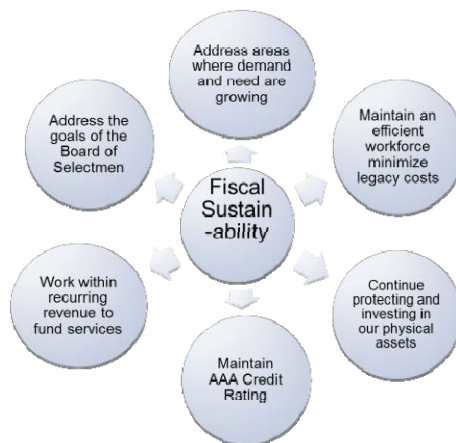 Address areas
where demand
and need are
growing
Address the
goals of the
Board of
Selectmen
Maintain an
efficient
workforce
minimize
legacy costs
Fiscal
Sustain
-ability
Work within
recurring
revenue to
fund services
Continue
protecting and
investing in
our physical
assets
Maintain
AAA Credit
Rating